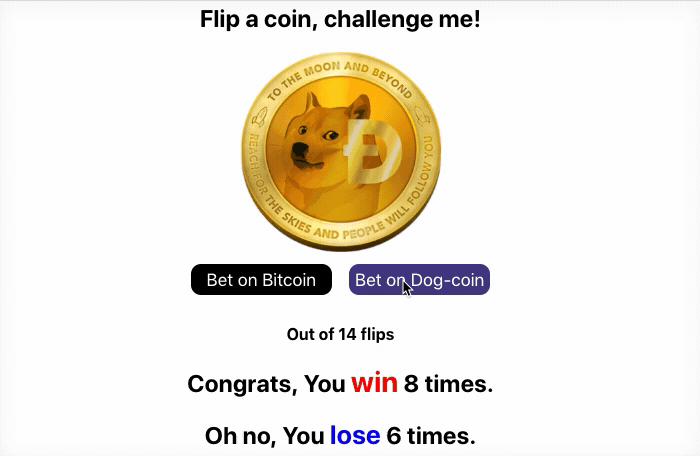 Flip a coin, challenge me!
TO THE MOON AND BEYOND
REACH FOR THE SKIES AND PEOPLE WILL FOLLOW YOU
Ð
Bet on Bitcoin
Bet on Dog-coin
Out of 14 flips
Congrats, You win 8 times.
Oh no, You lose 6 times.